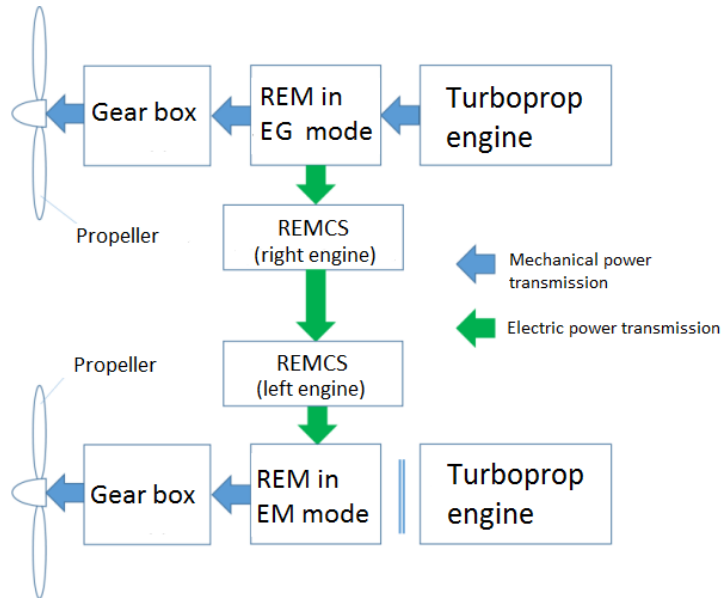 Gear box
REM in
EG mode
Turboprop
engine
Propeller
REMCS
(right engine)
Mechanical power
transmission
Electric power transmission
REMCS
(left engine)
Propeller
Gear box
REM in
EM mode
Turboprop
engine